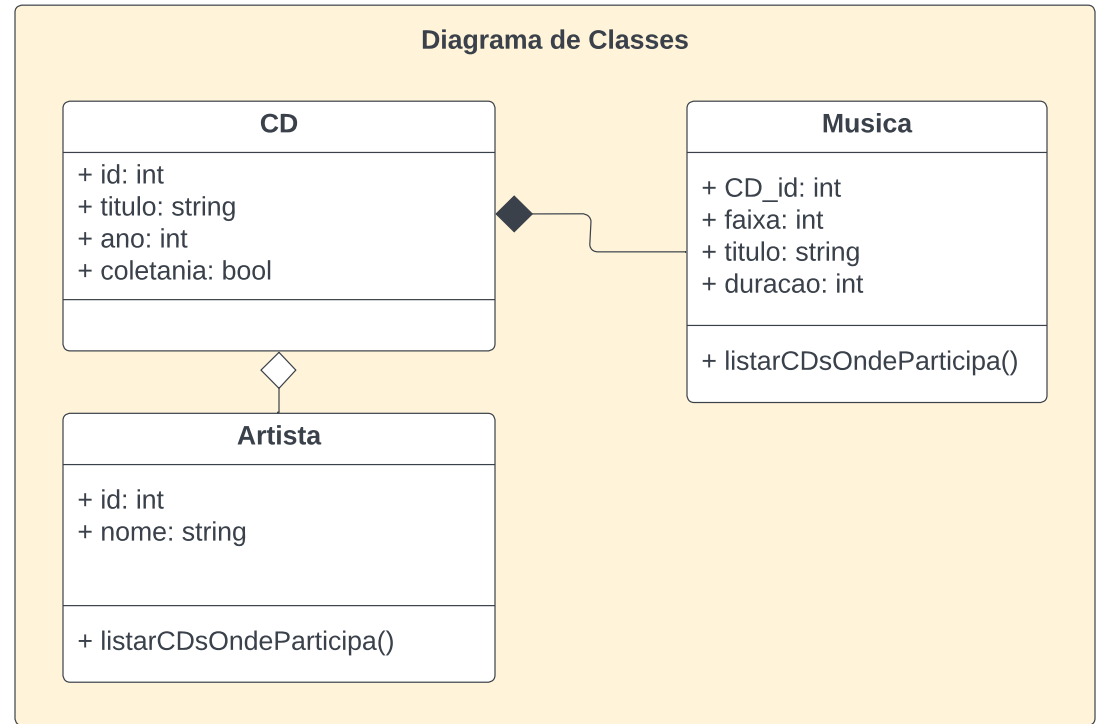 Diagrama de Classes
CD
+ id: int
+ titulo: string
+ ano: int
+ coletania: bool
Musica
+ CD_id: int
+ faixa: int
+ titulo: string
+ duracao: int
+ listarCDsOndeParticipa()
Artista
+ id: int
+ nome: string
+ listarCDsOndeParticipa()